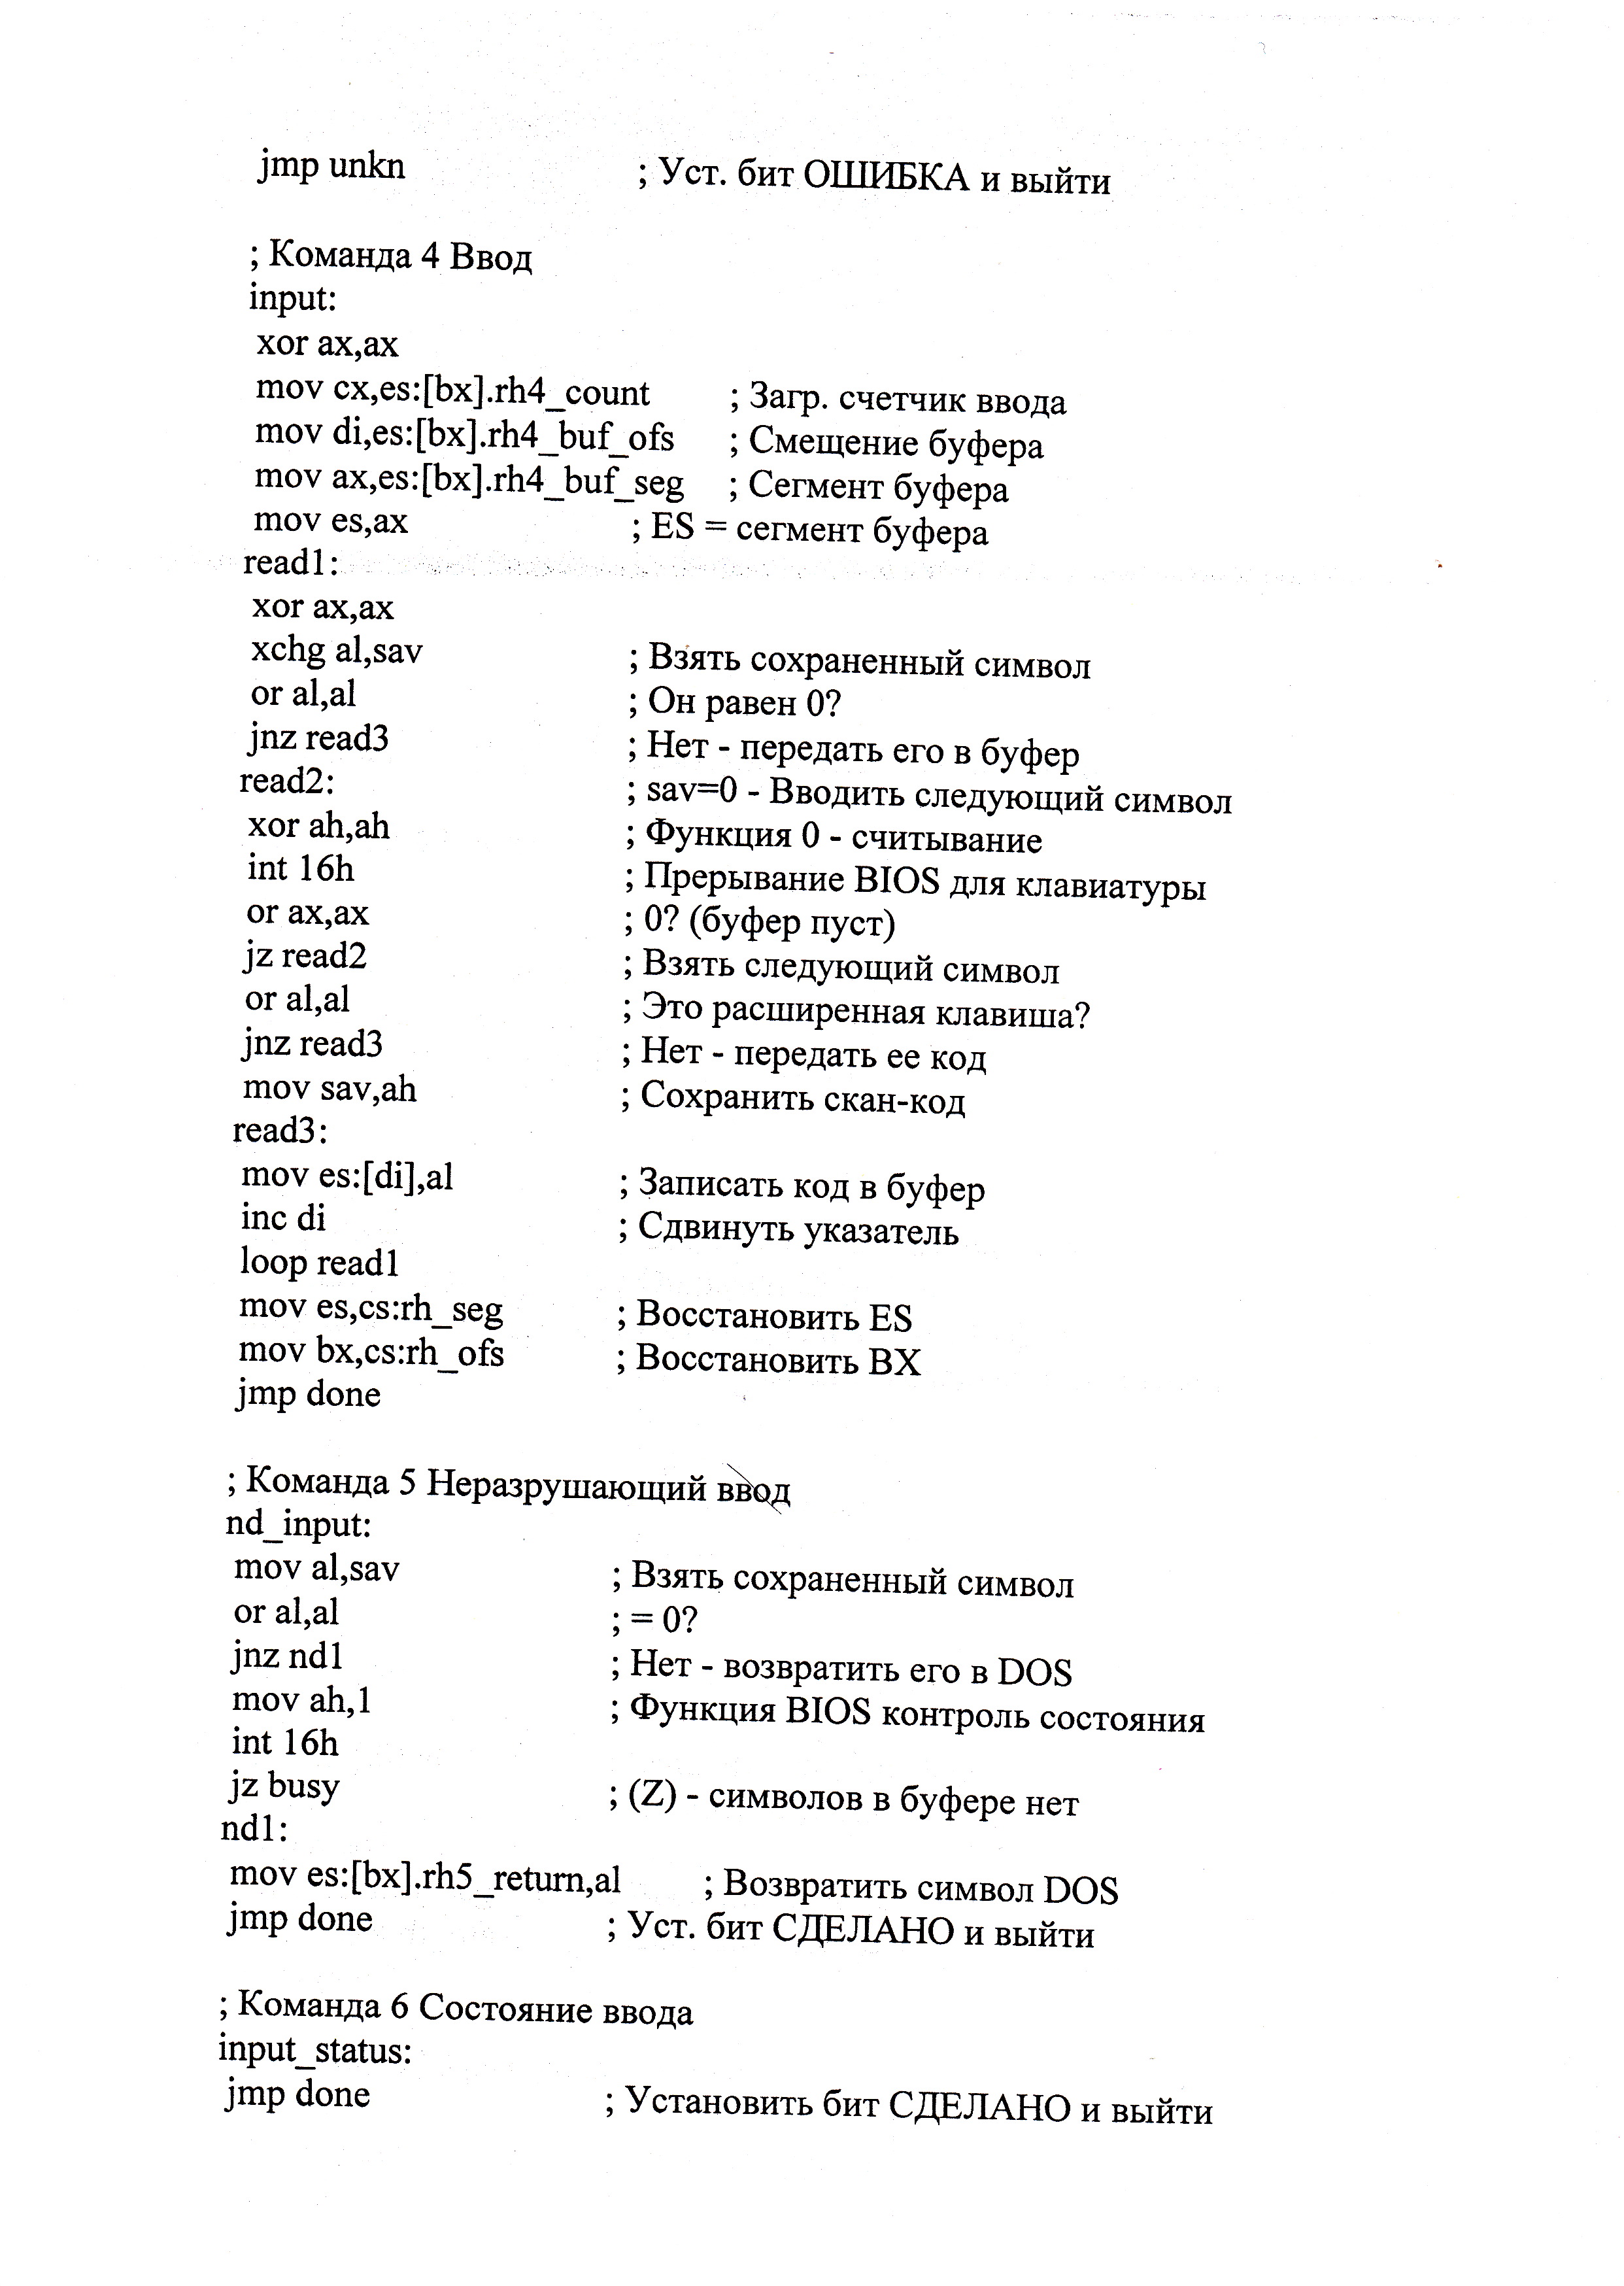 jmp unkn ; Уст. бит ОШИБКА и выйти
; Команда 4 Ввод
input:
xor ax,ax
mov cx,es:[bx].rh4_count ; Загр. счетчик ввода
mov di,es:[bx].rh4_buf_ofs ; Смещение буфера
mov ax,es:[bx].rh4_buf_seg ; Сегмент буфера
mov es,ax ; ES = сегмент буфера
read1:
xor ax,ax
xchg al,sav ; Взять сохраненный символ
or al,al ; Он равен 0?
jnz read3 ; Нет - передать его в буфер
read2: ; sav=0 - Вводить следующий символ
xor ah,ah ; Функция 0 - считывание
int 16h ; Прерывание BIOS для клавиатуры
or ax,ax ; 0? (буфер пуст)
jz read2 ; Взять следующий символ
or al,al ; Это расширенная клавиша?
jnz read3 ; Нет - передать ее код
mov sav,ah ; Сохранить скан-код
read3:
mov es:[di],al ; Записать код в буфер
inc di ; Сдвинуть указатель
loop read1
mov es,cs:rh_seg ; Восстановить ES
mov bx,cs:rh_ofs ; Восстановить BX
jmp done
; Команда 5 Неразрушающий ввод
nd_input:
mov al,sav ; Взять сохраненный символ
or al,al ; = 0?
jnz nd1 ; Нет - возвратить его в DOS
mov ah,1 ; Функция BIOS контроль состояния
int 16h
jz busy ; (Z) - символов в буфере нет
nd1:
mov es:[bx].rh5_return,al ; Возвратить символ DOS
jmp done ; Уст. бит СДЕЛАНО и выйти
; Команда 6 Состояние ввода
input_status:
jmp done ; Установить бит СДЕЛАНО и выйти